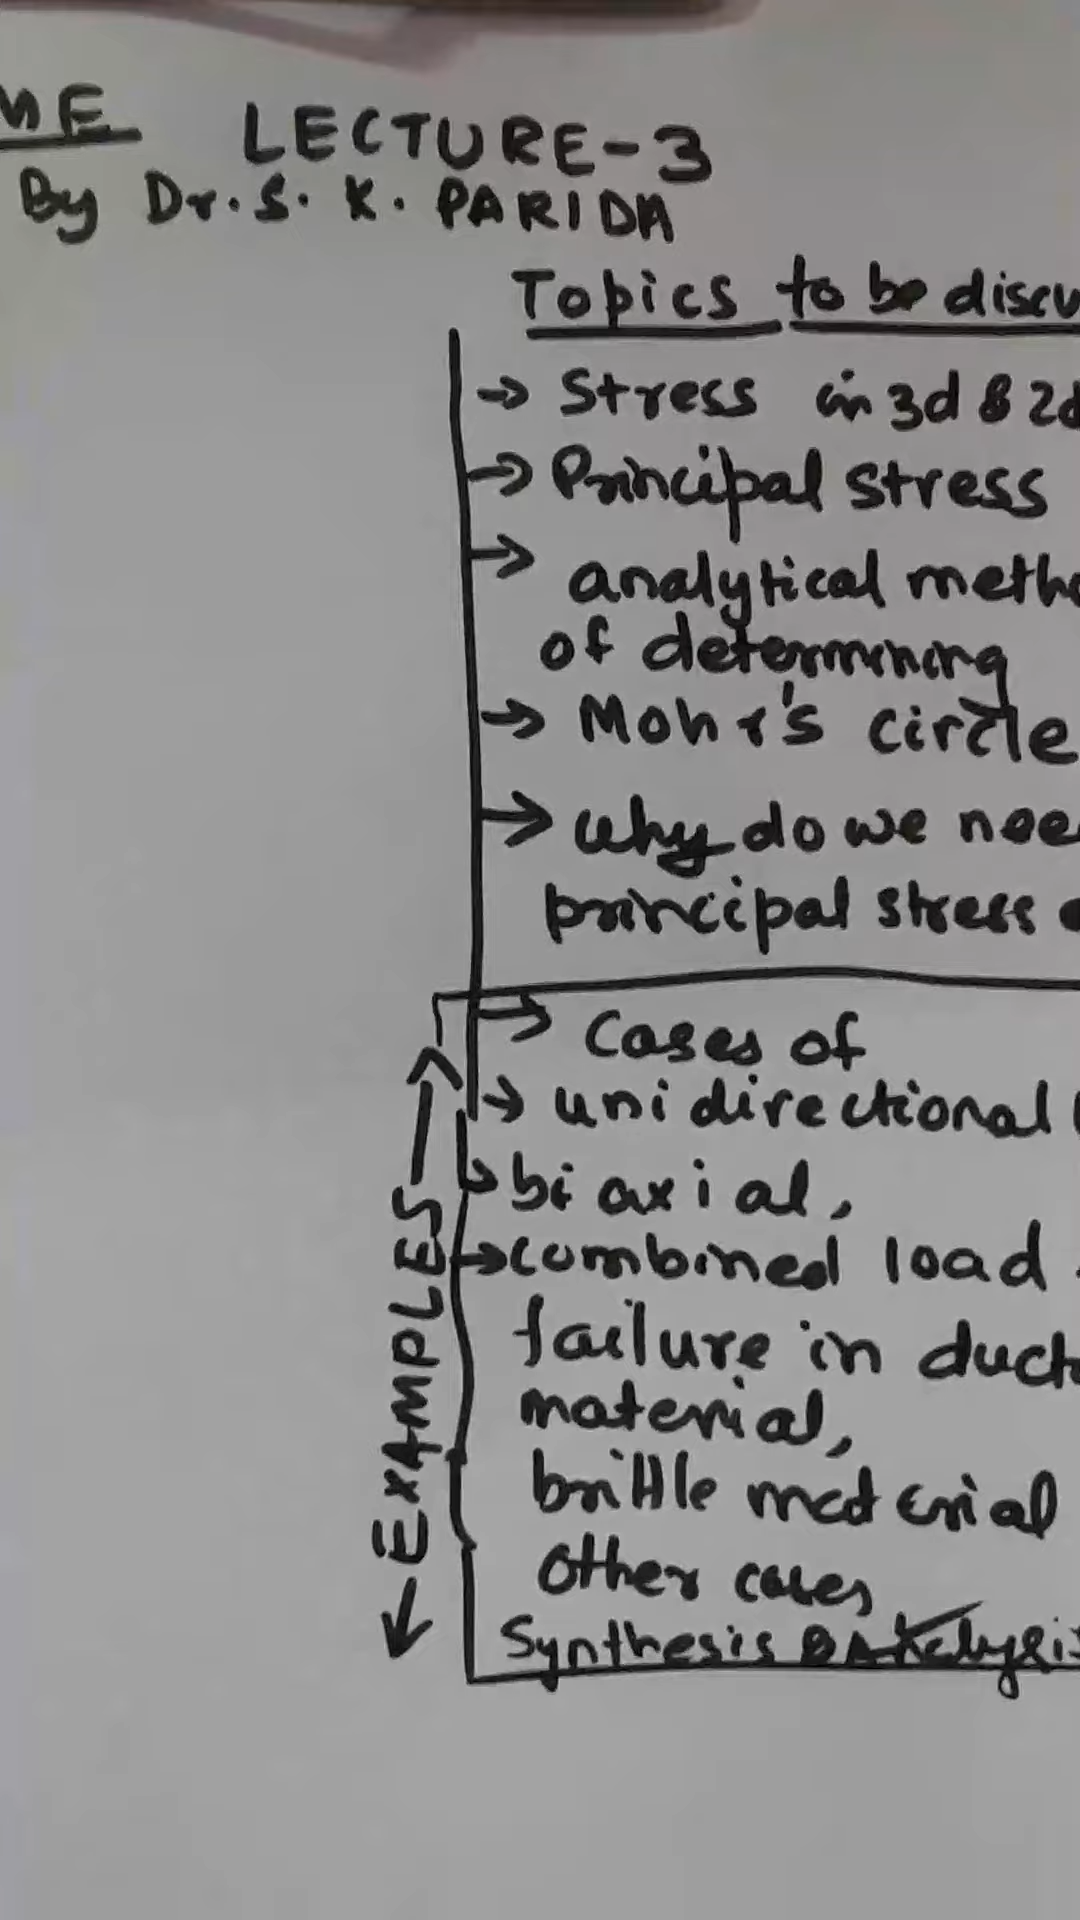 ME LECTURE-3
By Dr. S. K. PARIDA
Topics to be discu
→ Stress in 3d & 2d
→ Principal stress
→ analytical metho
of determining
→ Mohr's circle
→ why do we nee
principal stress
→ Cases of
→ unidirectional
→ biaxial,
→ combined load
failure in duct
material,
brittle material
other cases
Synthesis & Analysis
← EXAMPLES →